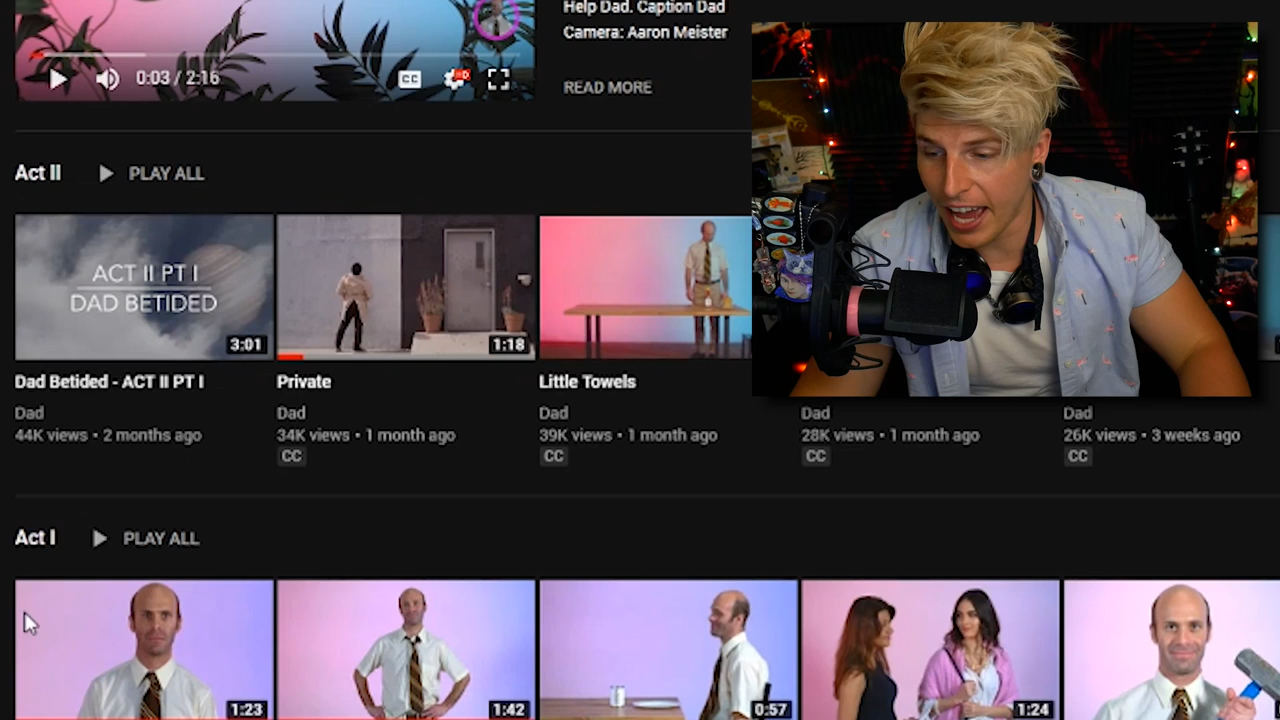 Help Dad. Caption Dad
Camera: Aaron Meister
0:03 / 2:16
CC
HD
READ MORE
Act II
PLAY ALL
ACT II PT I
DAD BETIDED
3:01
1:18
Dad Betided - ACT II PT I
Private
Little Towels
Dad
Dad
Dad
Dad
Dad
44K views • 2 months ago
34K views • 1 month ago
39K views • 1 month ago
28K views • 1 month ago
26K views • 3 weeks ago
CC
CC
CC
CC
Act I
PLAY ALL
1:23
1:42
0:57
1:24